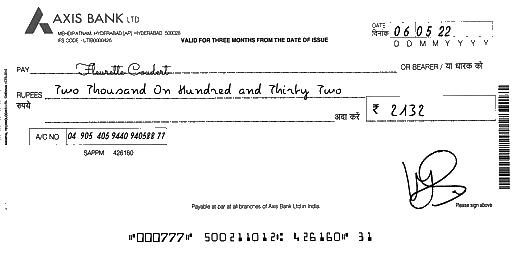 AXIS BANK LTD
MEHDIPATNAM, HYDERABAD [AP] HYDERABAD 500028
IFS CODE - UTIB0000426
VALID FOR THREE MONTHS FROM THE DATE OF ISSUE
DATE
दिनांक 06 05 22
D D M M Y Y Y Y
PAY Fleurette Coudert OR BEARER / या धारक को
RUPEES Two Thousand On Hundred and Thirty Two
रुपये अदा करें ₹ 2132
A/C NO 04 905 405 9440 940588 77
SAPPM 426160
Please sign above
Payable at par at all branches of Axis Bank Ltd in India.
"000777" 500211012: 426160" 31